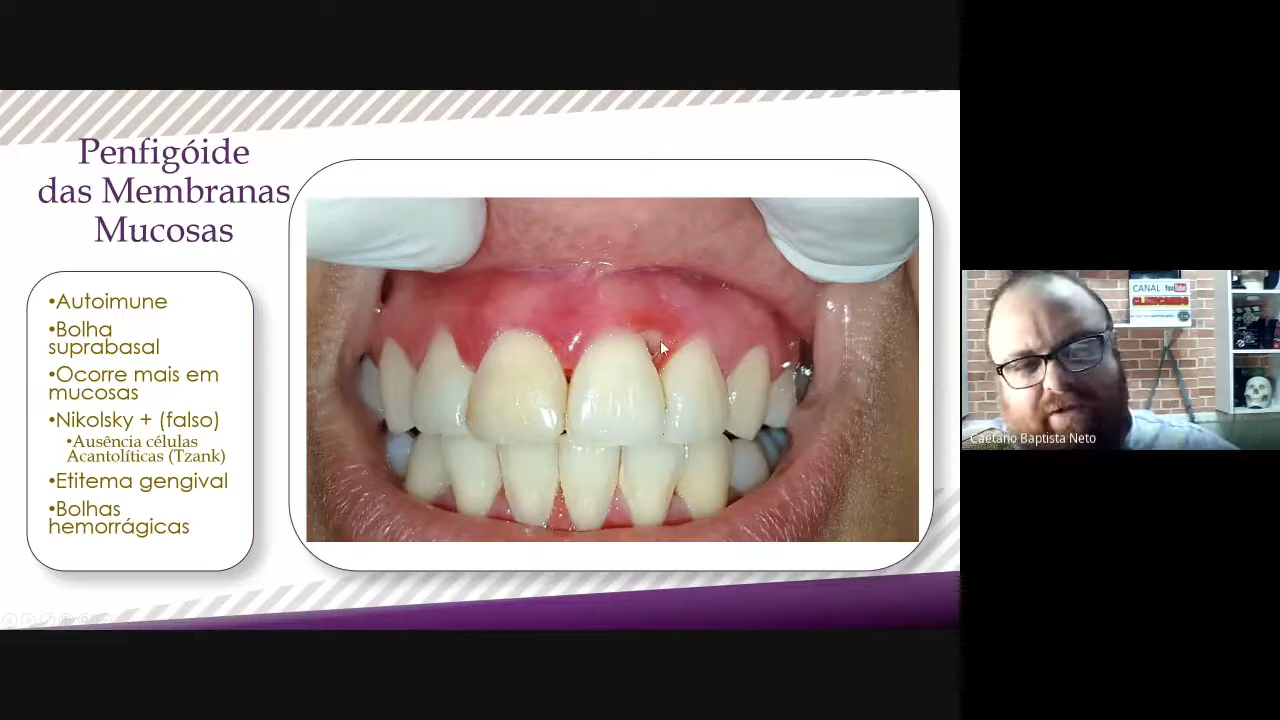 Penfigóide
das Membranas
Mucosas
•Autoimune
•Bolha
suprabasal
•Ocorre mais em
mucosas
•Nikolsky + (falso)
•Ausência células
Acantolíticas (Tzank)
•Etitema gengival
•Bolhas
hemorrágicas
CANAL YouTube
Caetano Baptista Neto